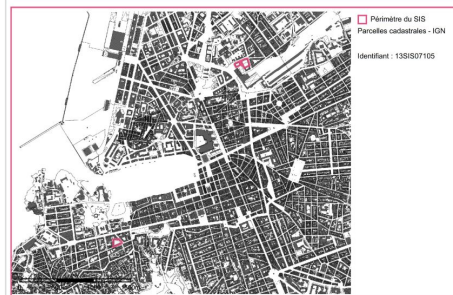 Périmètre du SIS
Parcelles cadastrales - IGN
Identifiant : 13SIS07105